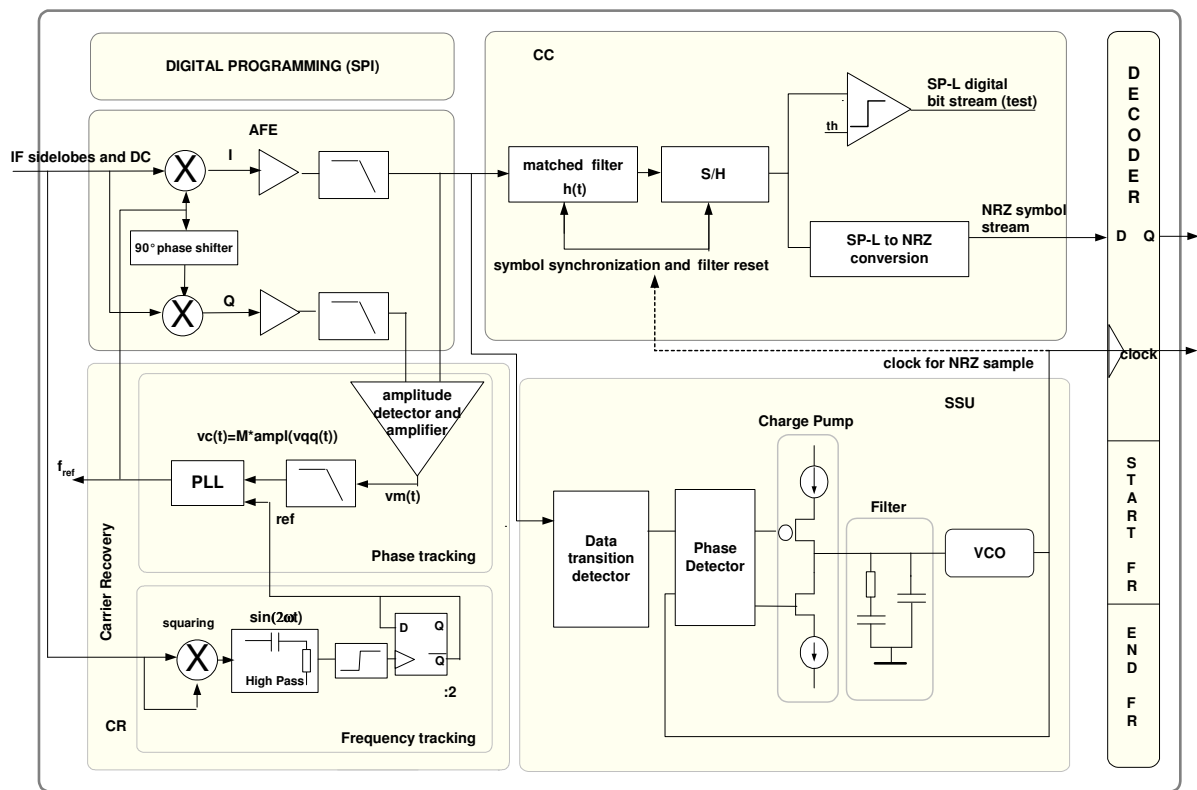 DIGITAL PROGRAMMING (SPI)
CC
SP-L digital
bit stream (test)
th
matched filter
h(t)
S/H
NRZ symbol
stream
SP-L to NRZ
conversion
symbol synchronization and filter reset
AFE
IF sidelobes and DC
X
I
90° phase shifter
X
Q
DECODER
D Q
clock
START FR
END FR
clock for NRZ sample
amplitude
detector and
amplifier
vc(t)=M*ampl(vqq(t))
fref
PLL
vm(t)
ref
Phase tracking
Carrier Recovery
squaring
sin(2ωt)
X
High Pass
D Q
Q
:2
CR
Frequency tracking
SSU
Charge Pump
Data
transition
detector
Phase
Detector
Filter
VCO